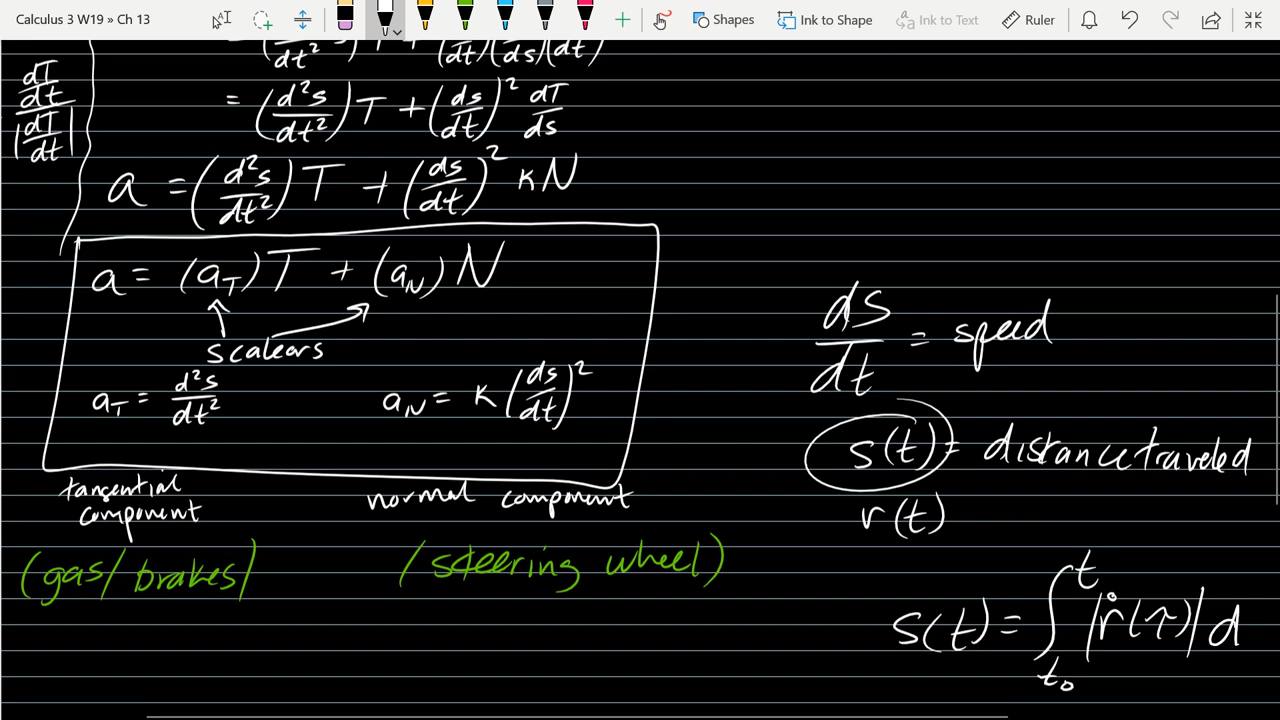 Calculus 3 W19 » Ch 13
Shapes
Ink to Shape
Ink to Text
Ruler
dT/dt / |dT/dt|
= (d²s/dt²) T + (ds/dt)² dT/ds
a = (d²s/dt²) T + (ds/dt)² κN
a = (a_T) T + (a_N) N
scalears
a_T = d²s/dt²
a_N = κ (ds/dt)²
tangential component
normal component
(gas/brakes)
(steering wheel)
ds/dt = speed
s(t) = distance traveled
r(t)
s(t) = ∫_{t₀}^{t} |ṙ(τ)| d